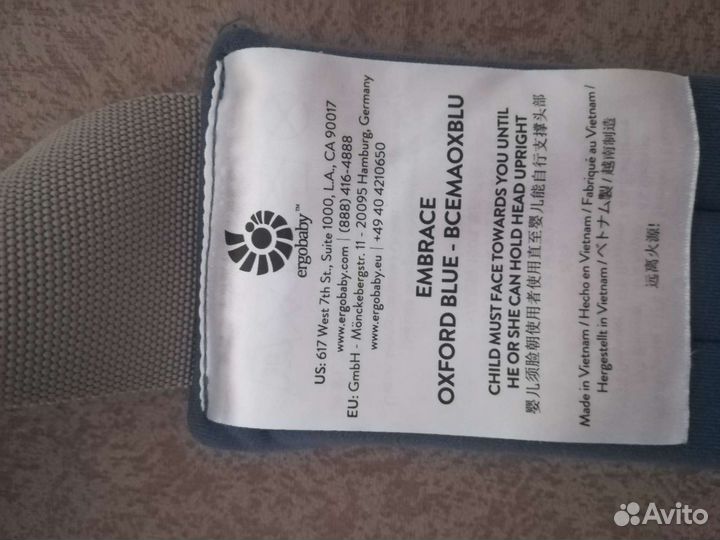 ergobaby™
US: 617 West 7th St., Suite 1000, L.A., CA 90017
www.ergobaby.com | (888) 416-4888
EU: GmbH - Mönckebergstr. 11 - 20095 Hamburg, Germany
www.ergobaby.eu | +49 40 4210650
EMBRACE
OXFORD BLUE - BCEMAOXBLU
CHILD MUST FACE TOWARDS YOU UNTIL
HE OR SHE CAN HOLD HEAD UPRIGHT
婴儿须脸朝使用者使用直至婴儿能自行支撑头部
Made in Vietnam / Hecho en Vietnam / Fabriqué au Vietnam /
Hergestellt in Vietnam / ベトナム製 / 越南制造
远离火源!
Avito